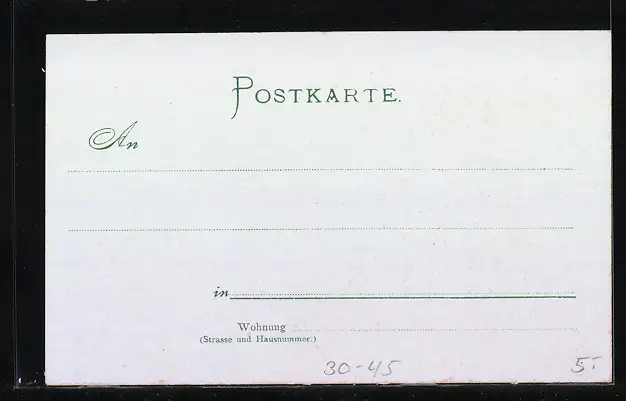 POSTKARTE.
An
in
Wohnung
(Strasse und Hausnummer.)
30-45 5-